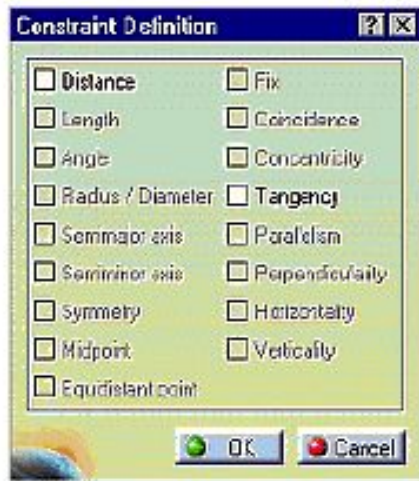 Constraint Definition
Distance
Length
Angle
Radius / Diameter
Semimajor axis
Semiminor axis
Symmetry
Midpoint
Equidistant point
Fix
Coincidence
Concentricity
Tangency
Parallelism
Perpendicularity
Horizontality
Verticality
OK
Cancel